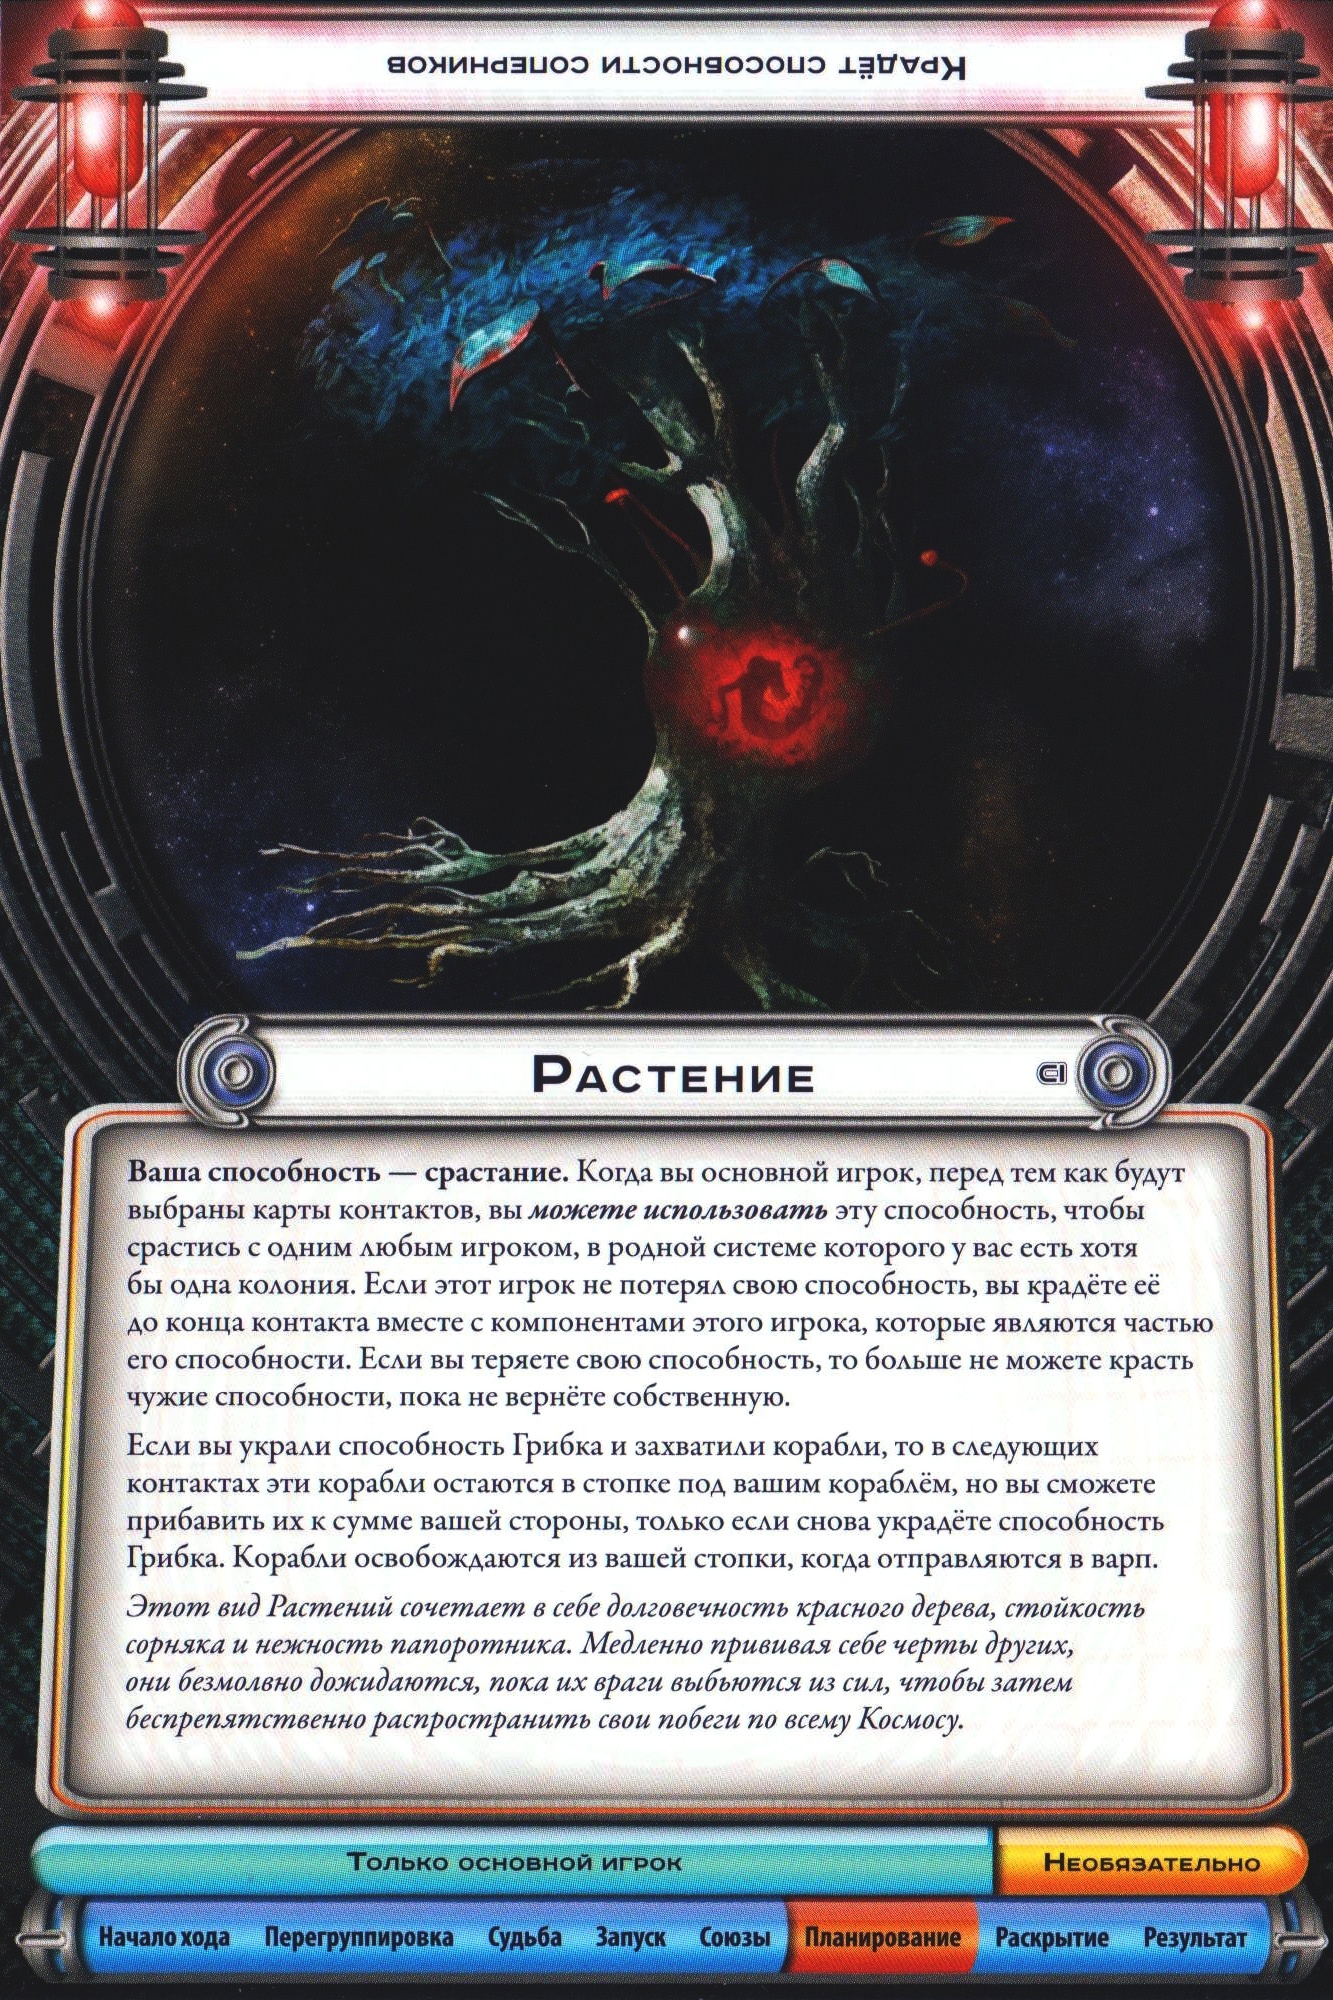 Крадёт способности соперников
Растение
Ваша способность — срастание. Когда вы основной игрок, перед тем как будут
выбраны карты контактов, вы можете использовать эту способность, чтобы
срастись с одним любым игроком, в родной системе которого у вас есть хотя
бы одна колония. Если этот игрок не потерял свою способность, вы крадёте её
до конца контакта вместе с компонентами этого игрока, которые являются частью
его способности. Если вы теряете свою способность, то больше не можете красть
чужие способности, пока не вернёте собственную.
Если вы украли способность Грибка и захватили корабли, то в следующих
контактах эти корабли остаются в стопке под вашим кораблём, но вы сможете
прибавить их к сумме вашей стороны, только если снова украдёте способность
Грибка. Корабли освобождаются из вашей стопки, когда отправляются в варп.
Этот вид Растений сочетает в себе долговечность красного дерева, стойкость
сорняка и нежность папоротника. Медленно прививая себе черты других,
они безмолвно дожидаются, пока их враги выбьются из сил, чтобы затем
беспрепятственно распространить свои побеги по всему Космосу.
Только основной игрок Необязательно
Начало хода Перегруппировка Судьба Запуск Союзы Планирование Раскрытие Результат